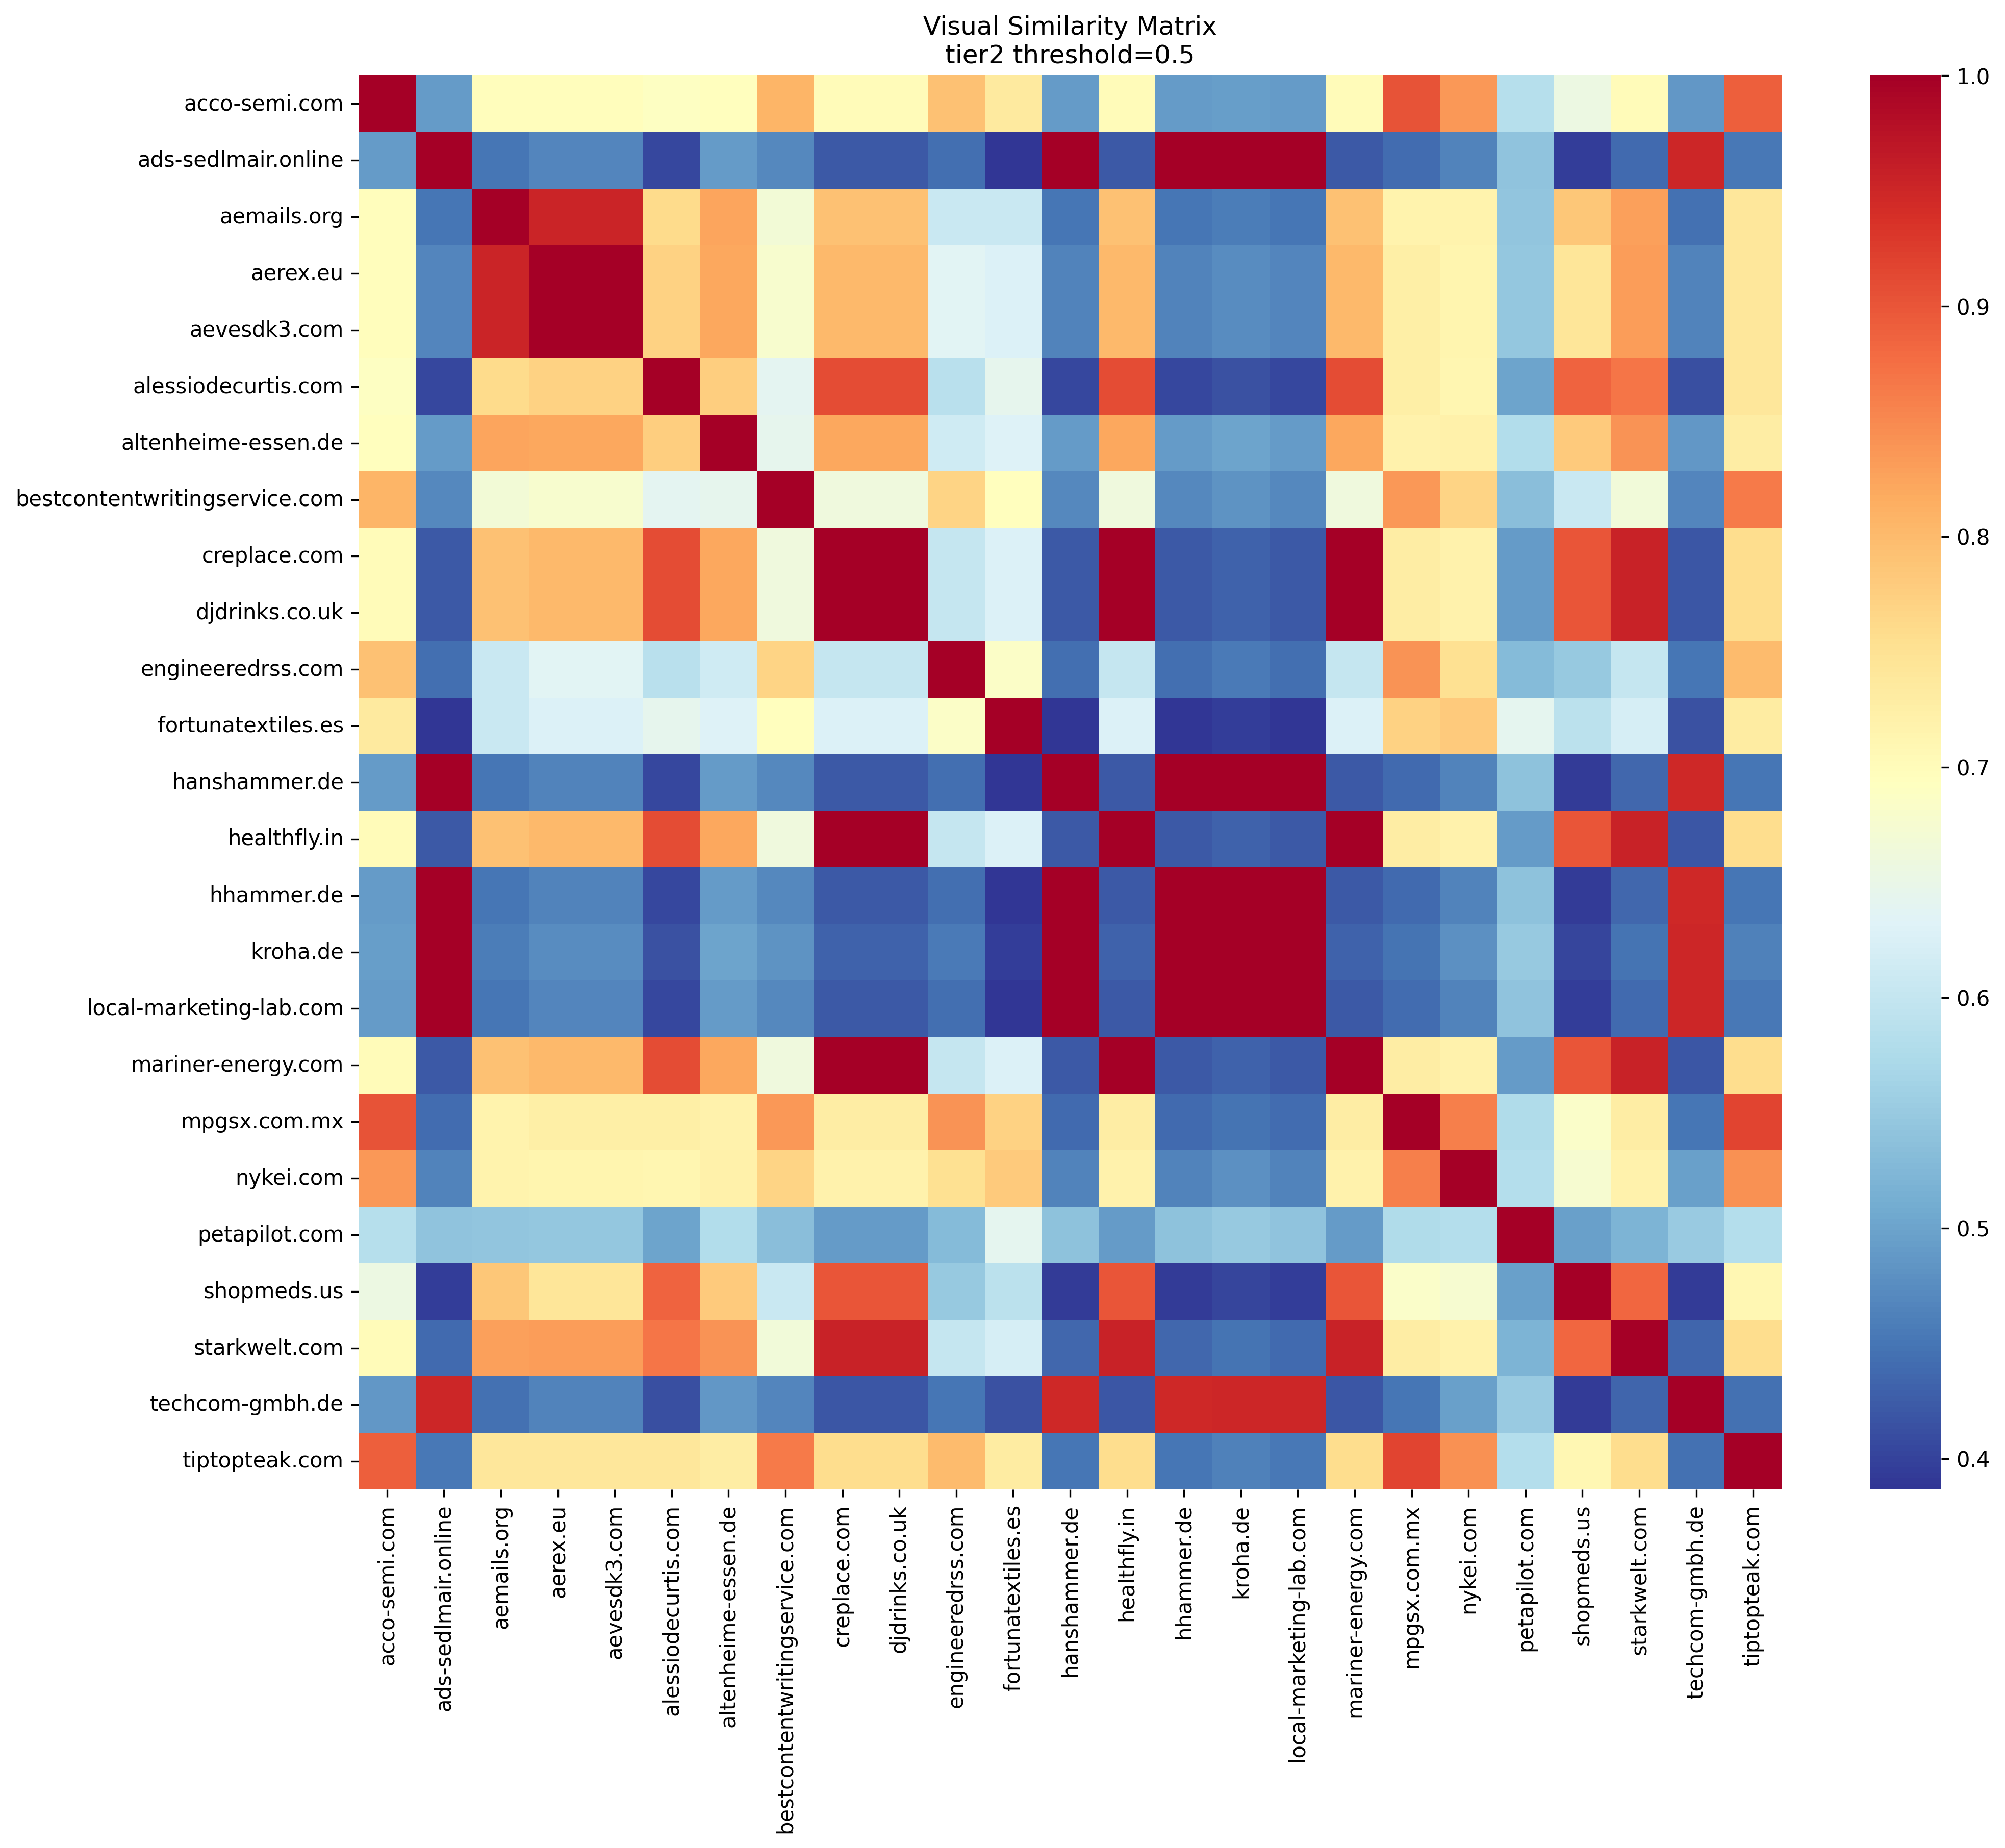 Visual Similarity Matrix
tier2 threshold=0.5
acco-semi.com
ads-sedlmair.online
aemails.org
aerex.eu
aevesdk3.com
alessiodecurtis.com
altenheime-essen.de
bestcontentwritingservice.com
creplace.com
djdrinks.co.uk
engineeredrss.com
fortunatextiles.es
hanshammer.de
healthfly.in
hhammer.de
kroha.de
local-marketing-lab.com
mariner-energy.com
mpgsx.com.mx
nykei.com
petapilot.com
shopmeds.us
starkwelt.com
techcom-gmbh.de
tiptopteak.com
acco-semi.com
ads-sedlmair.online
aemails.org
aerex.eu
aevesdk3.com
alessiodecurtis.com
altenheime-essen.de
bestcontentwritingservice.com
creplace.com
djdrinks.co.uk
engineeredrss.com
fortunatextiles.es
hanshammer.de
healthfly.in
hhammer.de
kroha.de
local-marketing-lab.com
mariner-energy.com
mpgsx.com.mx
nykei.com
petapilot.com
shopmeds.us
starkwelt.com
techcom-gmbh.de
tiptopteak.com
1.0
0.9
0.8
0.7
0.6
0.5
0.4